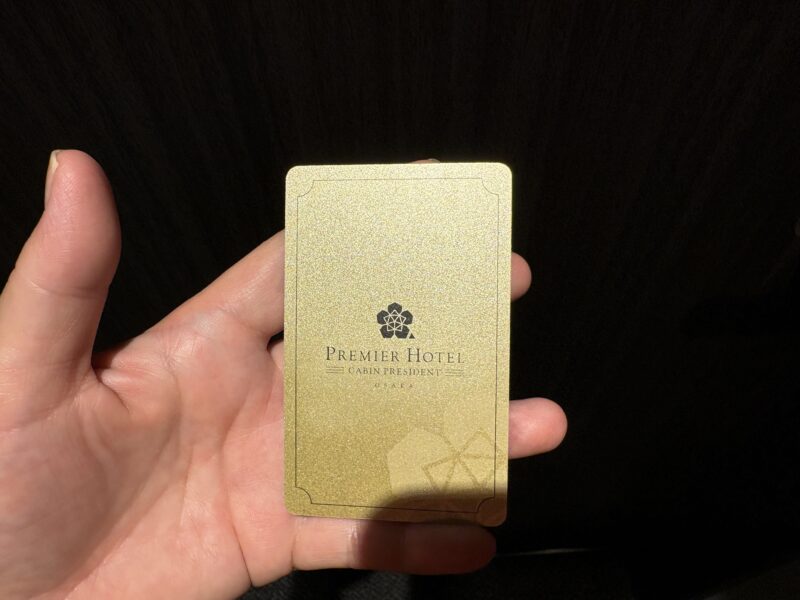 PREMIER HOTEL
CABIN PRESIDENT
OSAKA